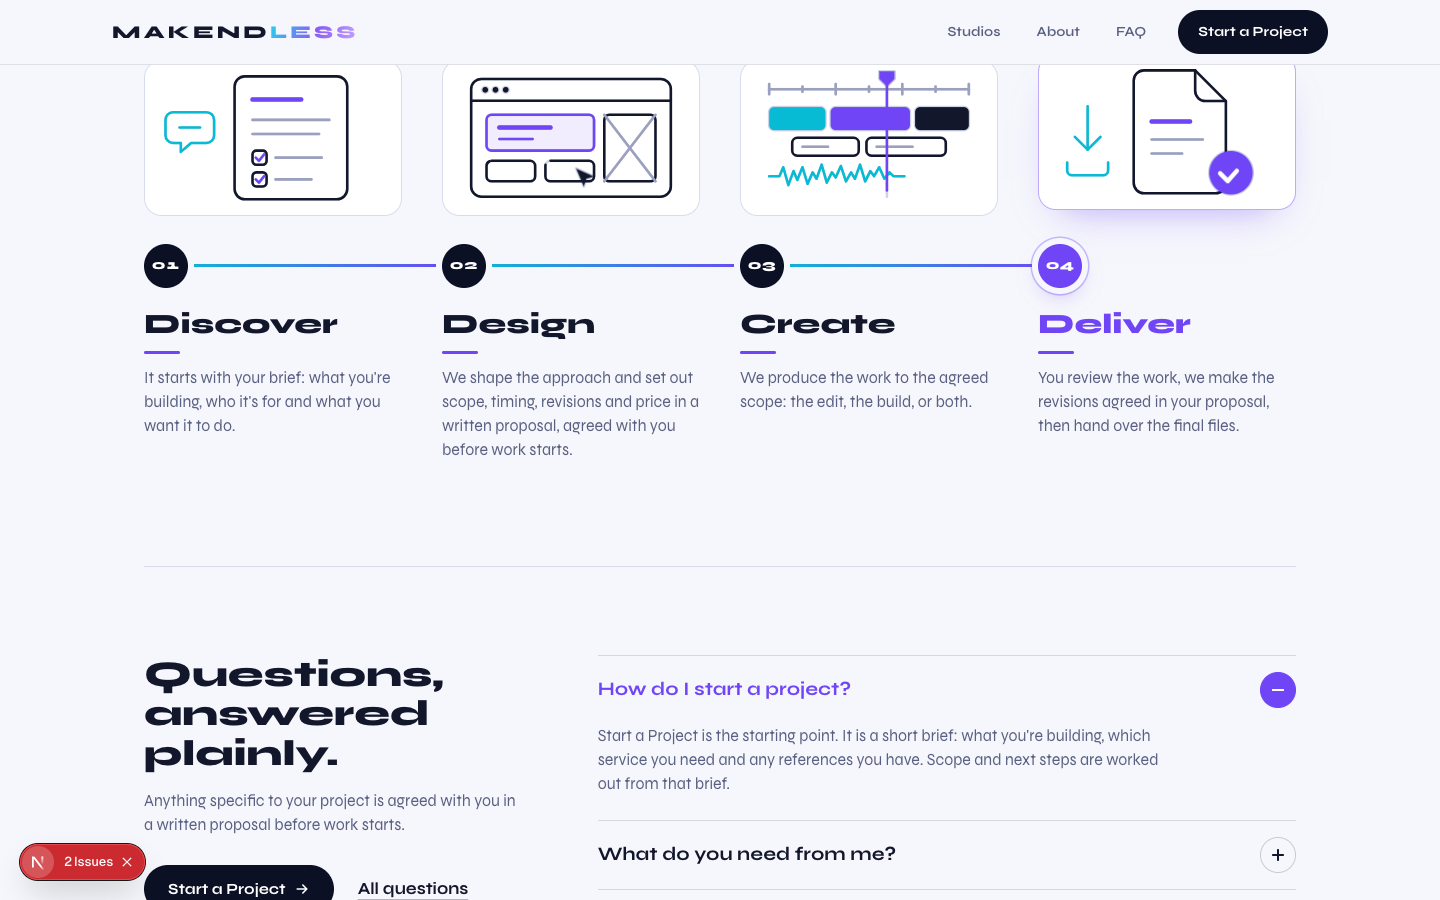 MAKENDLESS
Studios
About
FAQ
Start a Project
01
02
03
04
Discover
Design
Create
Deliver
It starts with your brief: what you're
building, who it's for and what you
want it to do.
We shape the approach and set out
scope, timing, revisions and price in a
written proposal, agreed with you
before work starts.
We produce the work to the agreed
scope: the edit, the build, or both.
You review the work, we make the
revisions agreed in your proposal,
then hand over the final files.
Questions,
answered
plainly.
Anything specific to your project is agreed with you in
a written proposal before work starts.
Start a Project →
All questions
How do I start a project?
Start a Project is the starting point. It is a short brief: what you're building, which
service you need and any references you have. Scope and next steps are worked
out from that brief.
What do you need from me?
N
2 Issues